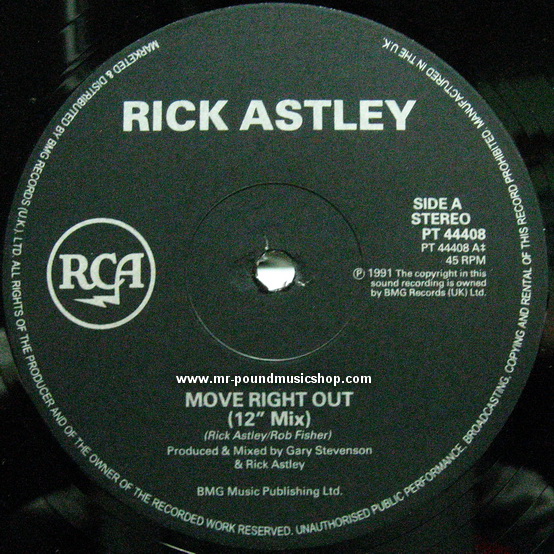 RICK ASTLEY
SIDE A
STEREO
PT 44408
PT 44408 A‡
45 RPM
RCA
℗ 1991 The copyright in this
sound recording is owned
by BMG Records (UK) Ltd.
www.mr-poundmusicshop.com
MOVE RIGHT OUT
(12" Mix)
(Rick Astley/Rob Fisher)
Produced & Mixed by Gary Stevenson
& Rick Astley
BMG Music Publishing Ltd.
MARKETED & DISTRIBUTED BY BMG RECORDS (U.K.), LTD. ALL RIGHTS OF THE PRODUCER AND OF THE OWNER OF THE RECORDED WORK RESERVED. UNAUTHORISED PUBLIC PERFORMANCE, BROADCASTING, COPYING AND RENTAL OF THIS RECORD PROHIBITED. MANUFACTURED IN THE U.K.